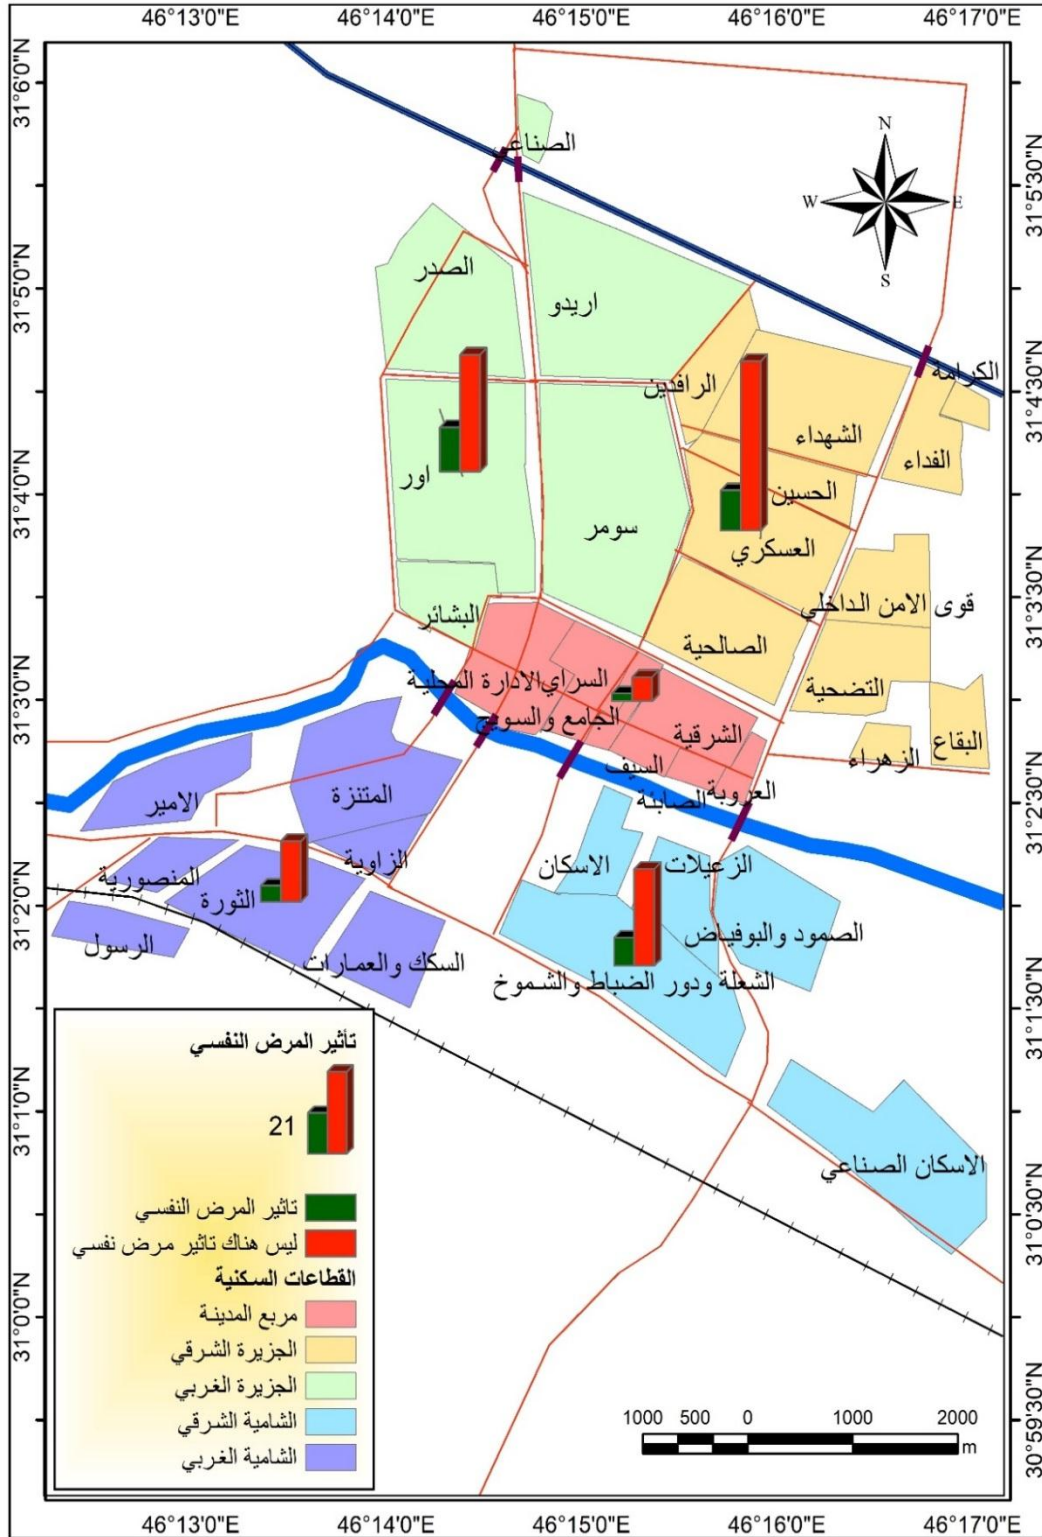 46°13'0"E 46°14'0"E 46°15'0"E 46°16'0"E 46°17'0"E
31°6'0"N
31°5'30"N
31°5'0"N
31°4'30"N
31°4'0"N
31°3'30"N
31°3'0"N
31°2'30"N
31°2'0"N
31°1'30"N
31°1'0"N
31°0'30"N
31°0'0"N
30°59'30"N
N
W E
S
الصناعي
الصدر
اريدو
الكرامة
الرافدين
الشهداء
الفداء
اور
الحسين
سومر
العسكري
قوى الامن الداخلي
البشائر
الصالحية
السراي
الادارة المحلية
التضحية
الجامع والسويج
الشرقية
البقاع
الزهراء
السيف
العروبة
الصابئة
المتنزة
الامير
الزاوية
الاسكان
الزعيلات
المنصورية
الثورة
الصمود والبوفياض
الرسول
السكك والعمارات
الشعلة ودور الضباط والشموخ
الاسكان الصناعي
تأثير المرض النفسي
21
تاثير المرض النفسي
ليس هناك تاثير مرض نفسي
القطاعات السكنية
مربع المدينة
الجزيرة الشرقي
الجزيرة الغربي
الشامية الشرقي
الشامية الغربي
1000 500 0 1000 2000
m
46°13'0"E 46°14'0"E 46°15'0"E 46°16'0"E 46°17'0"E